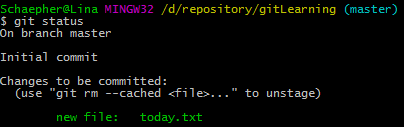 Schaepher@Lina MINGW32 /d/repository/gitLearning (master)
$ git status
On branch master
Initial commit
Changes to be committed:
(use "git rm --cached <file>..." to unstage)
new file: today.txt